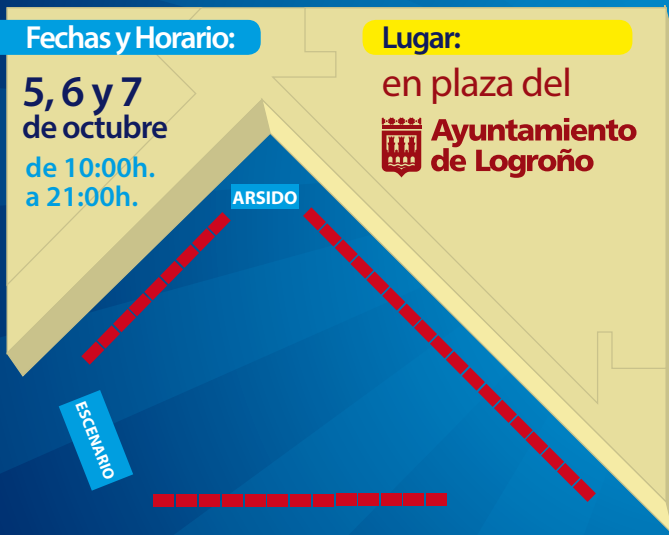 Fechas y Horario:
5, 6 y 7
de octubre
de 10:00h.
a 21:00h.
Lugar:
en plaza del
Ayuntamiento
de Logroño
ARSIDO
ESCENARIO